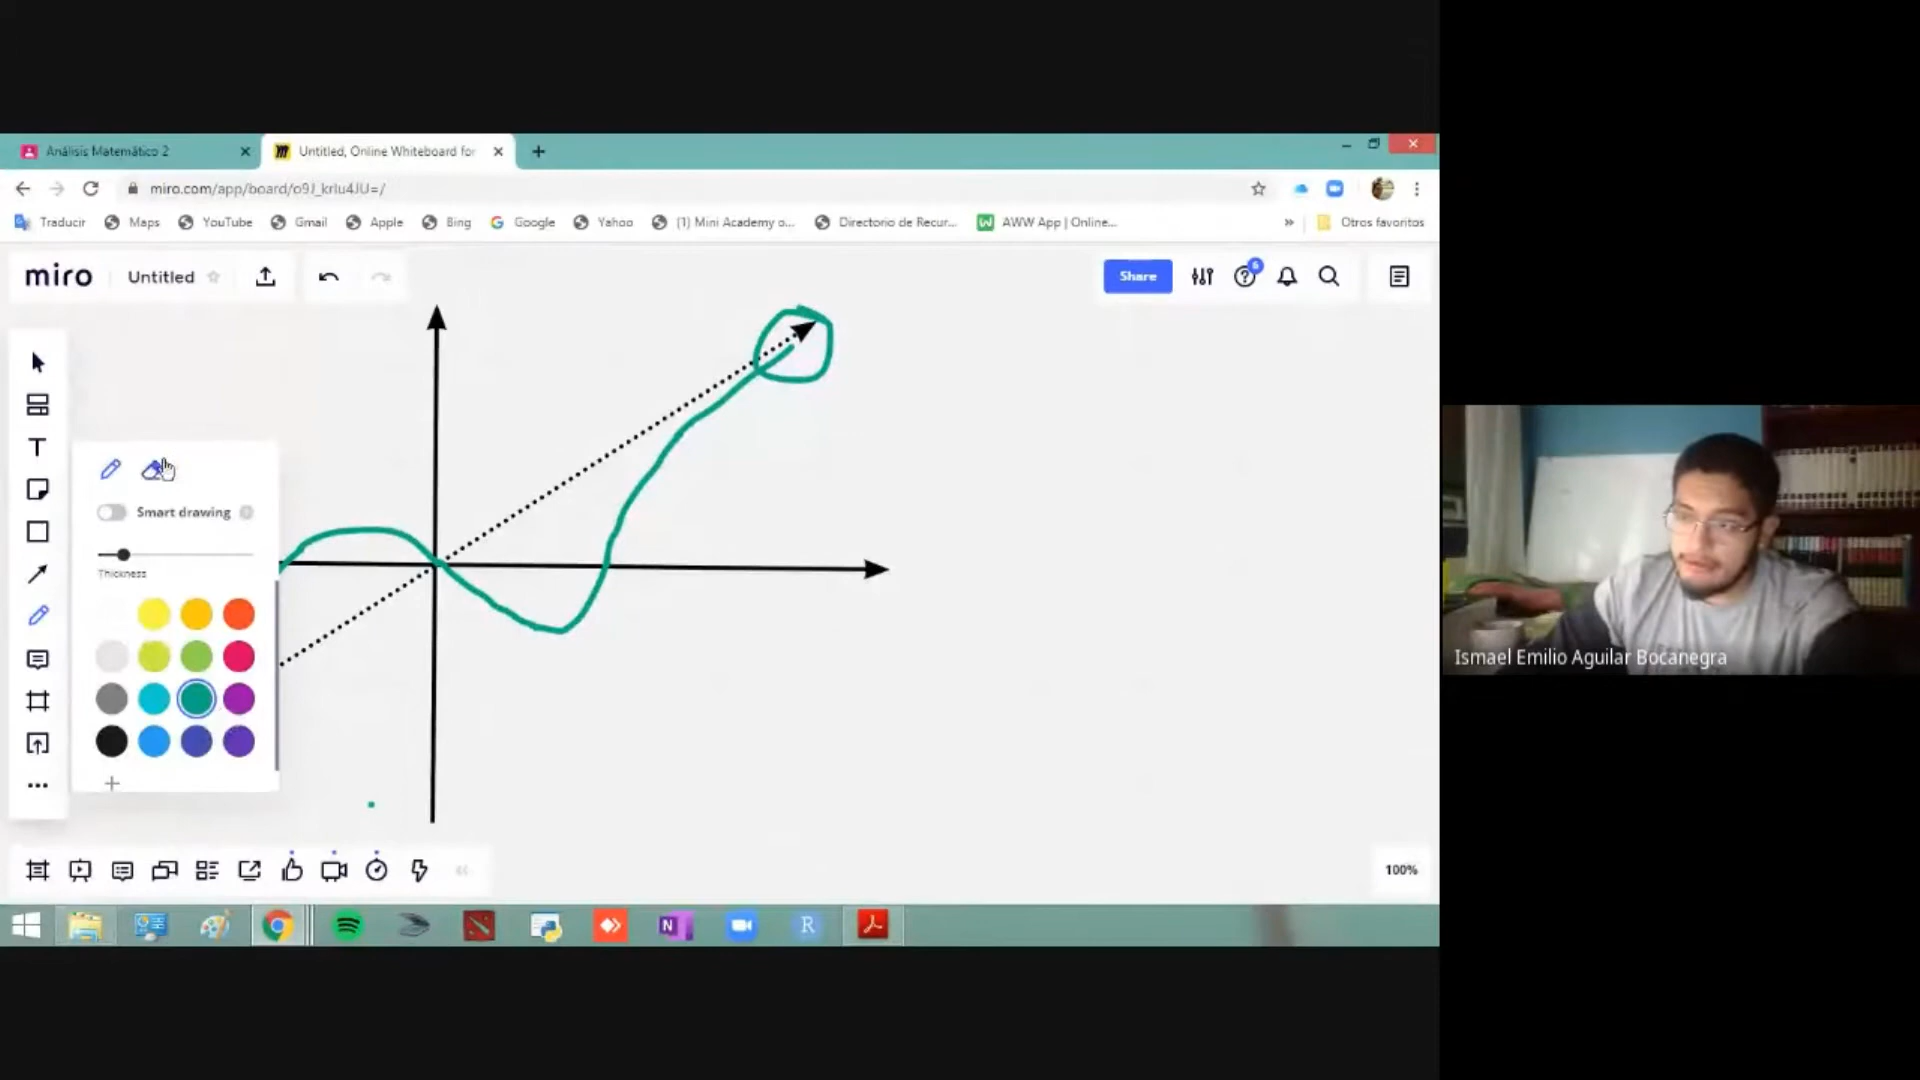 Análisis Matemático 2
Untitled, Online Whiteboard for
miro.com/app/board/o9J_krlu4JU=/
Traducir Maps YouTube Gmail Apple Bing Google Yahoo (1) Mini Academy o... Directorio de Recur... AWW App | Online... » Otros favoritos
miro Untitled Share 6
T
Smart drawing
Thickness
Ismael Emilio Aguilar Bocanegra
100%
N R